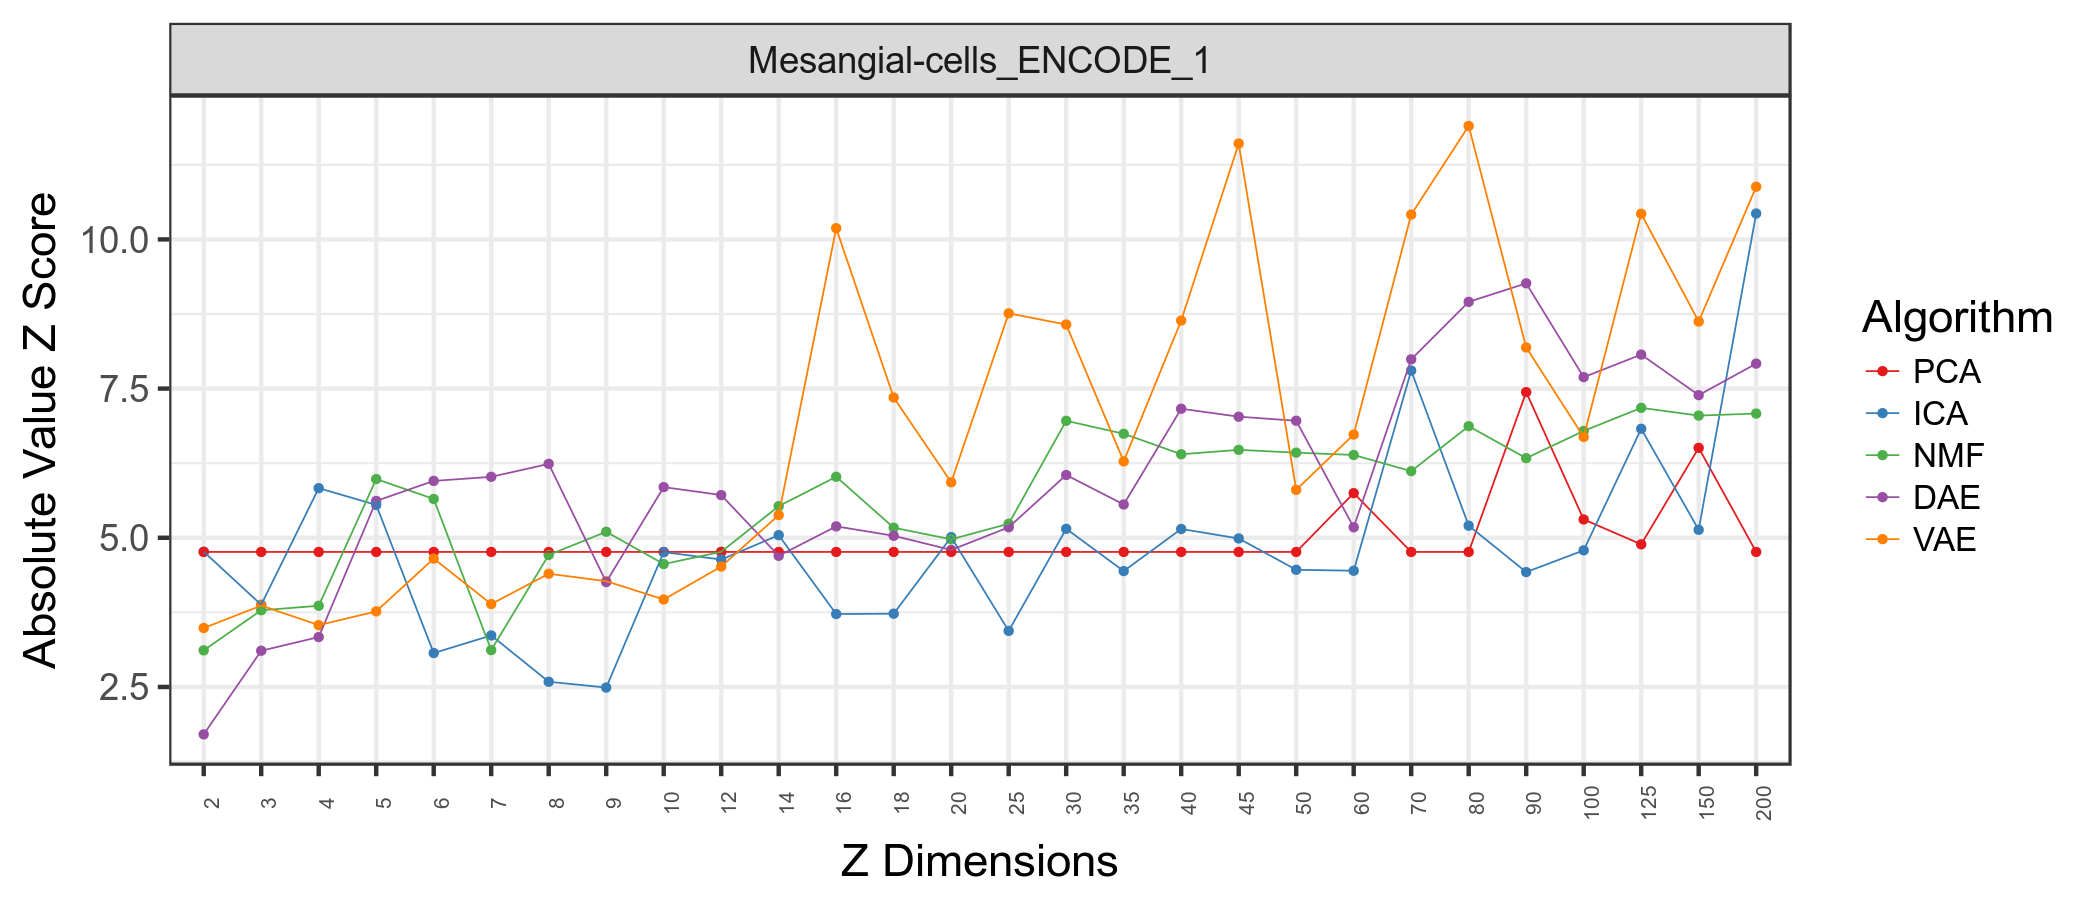 Mesangial-cells_ENCODE_1
Absolute Value Z Score
10.0
7.5
5.0
2.5
2 3 4 5 6 7 8 9 10 12 14 16 18 20 25 30 35 40 45 50 60 70 80 90 100 125 150 200
Z Dimensions
Algorithm
PCA
ICA
NMF
DAE
VAE